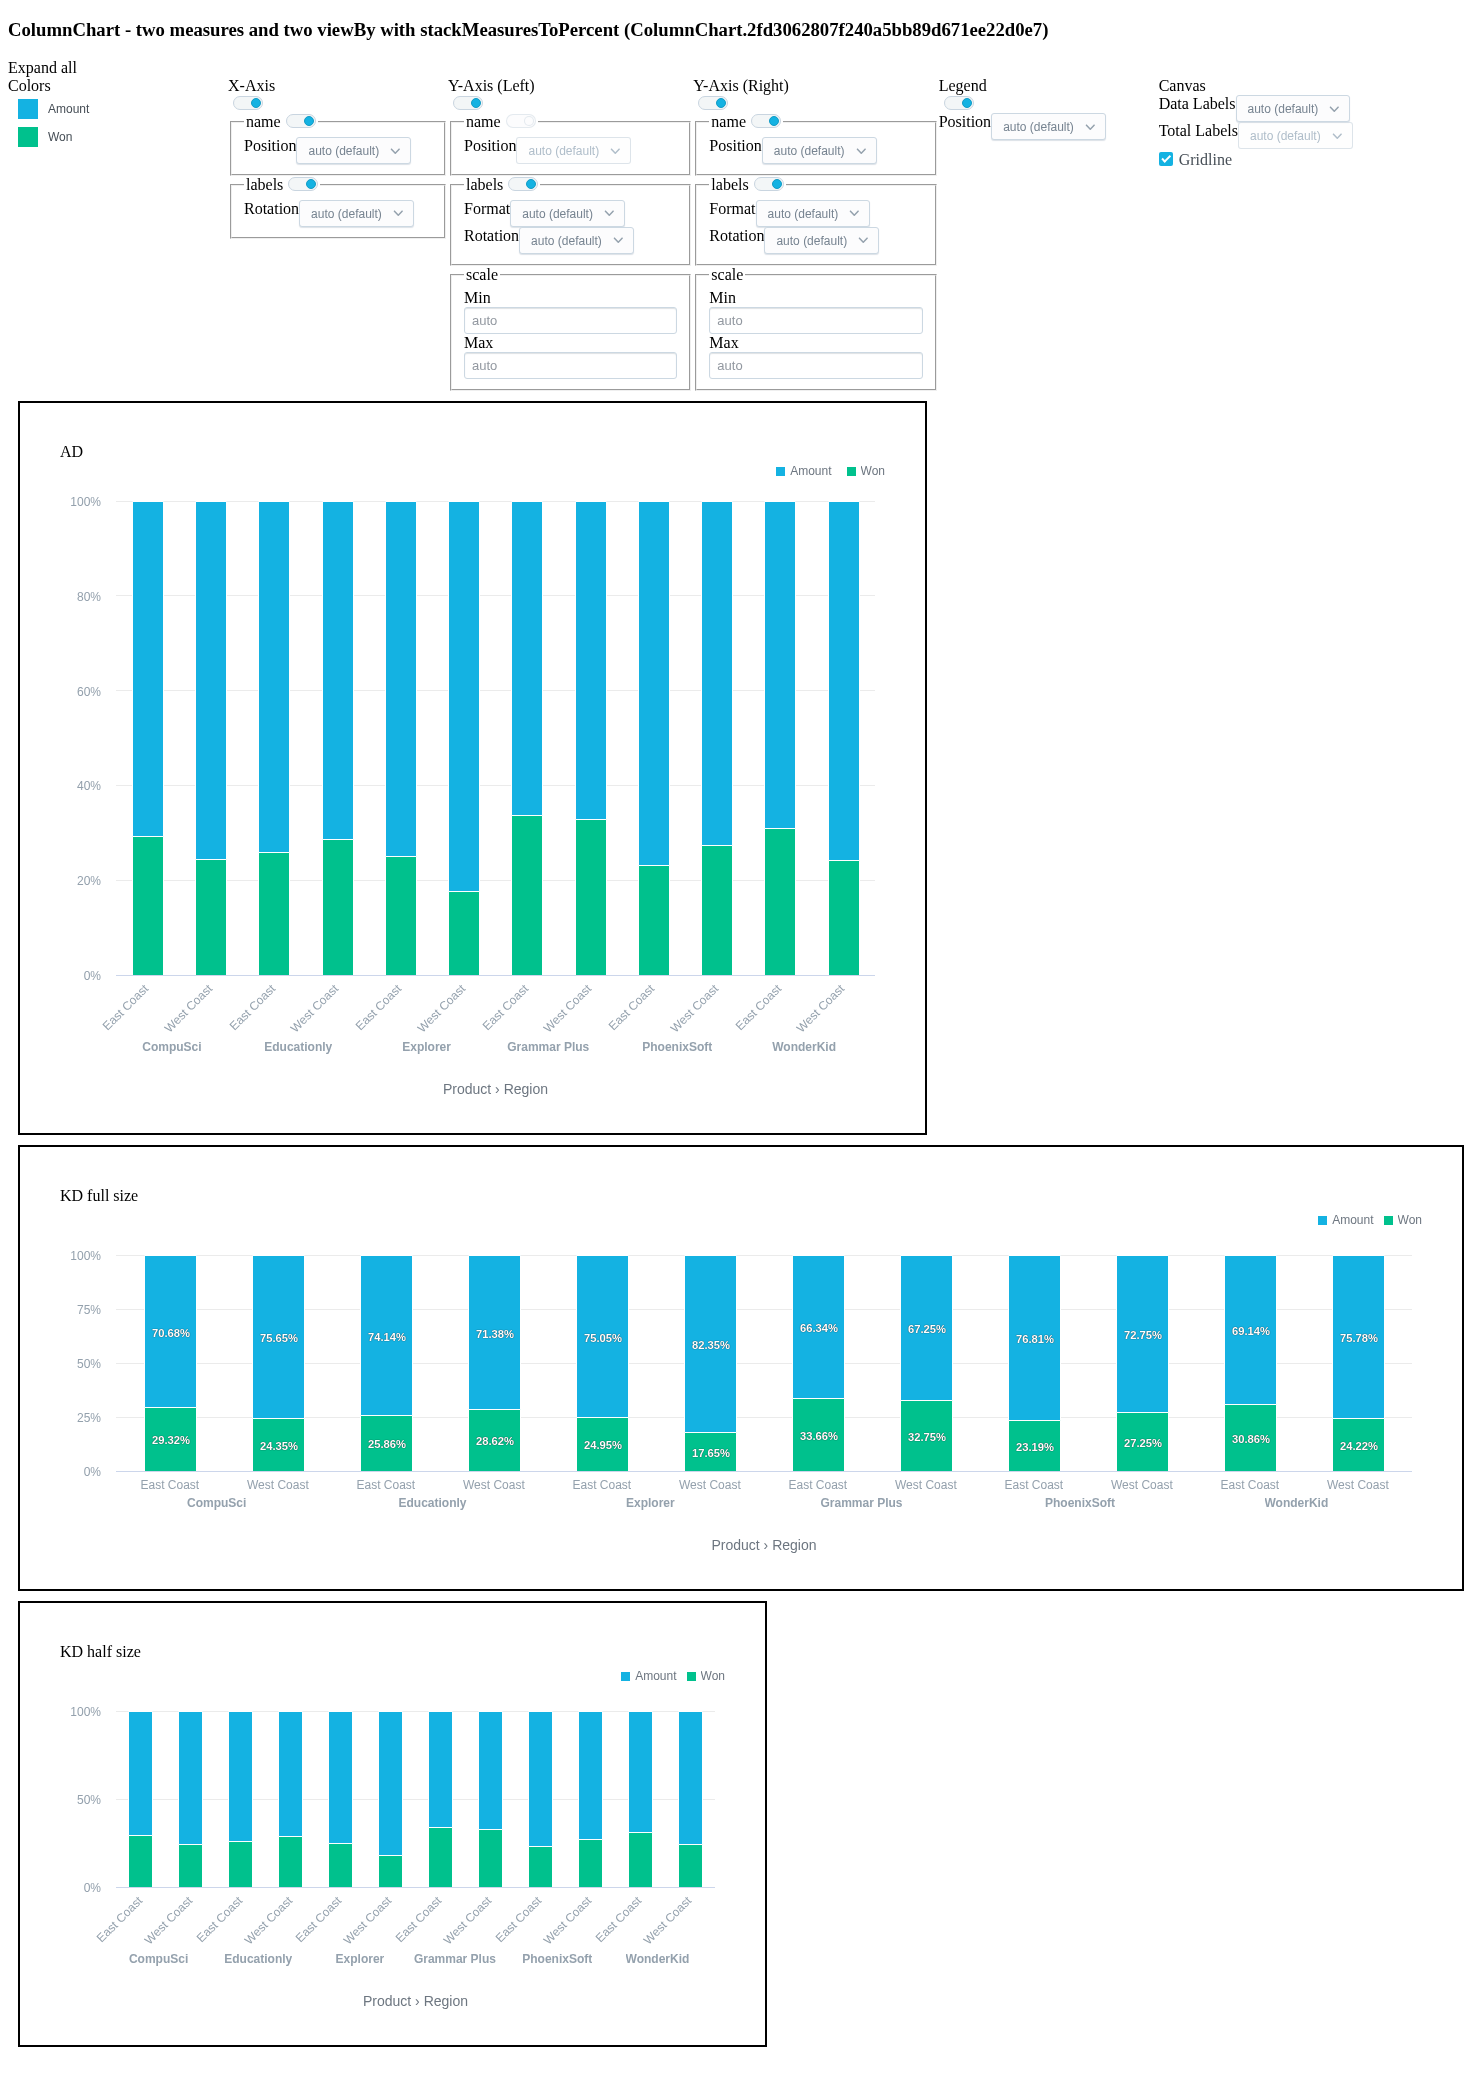 ColumnChart - two measures and two viewBy with stackMeasuresToPercent (ColumnChart.2fd3062807f240a5bb89d671ee22d0e7)
Expand all
Colors
Amount
Won
X-Axis
name
Position auto (default)
labels
Rotation auto (default)
Y-Axis (Left)
name
Position auto (default)
labels
Format auto (default)
Rotation auto (default)
scale
Min
auto
Max
auto
Y-Axis (Right)
name
Position auto (default)
labels
Format auto (default)
Rotation auto (default)
scale
Min
auto
Max
auto
Legend
Position auto (default)
Canvas
Data Labels auto (default)
Total Labels auto (default)
Gridline
AD
Amount Won
100%
80%
60%
40%
20%
0%
East Coast West Coast East Coast West Coast East Coast West Coast East Coast West Coast East Coast West Coast East Coast West Coast
CompuSci Educationly Explorer Grammar Plus PhoenixSoft WonderKid
Product › Region
KD full size
Amount Won
100%
75%
50%
25%
0%
70.68% 75.65% 74.14% 71.38% 75.05% 82.35% 66.34% 67.25% 76.81% 72.75% 69.14% 75.78%
29.32% 24.35% 25.86% 28.62% 24.95% 17.65% 33.66% 32.75% 23.19% 27.25% 30.86% 24.22%
East Coast West Coast East Coast West Coast East Coast West Coast East Coast West Coast East Coast West Coast East Coast West Coast
CompuSci Educationly Explorer Grammar Plus PhoenixSoft WonderKid
Product › Region
KD half size
Amount Won
100%
50%
0%
East Coast West Coast East Coast West Coast East Coast West Coast East Coast West Coast East Coast West Coast East Coast West Coast
CompuSci Educationly Explorer Grammar Plus PhoenixSoft WonderKid
Product › Region